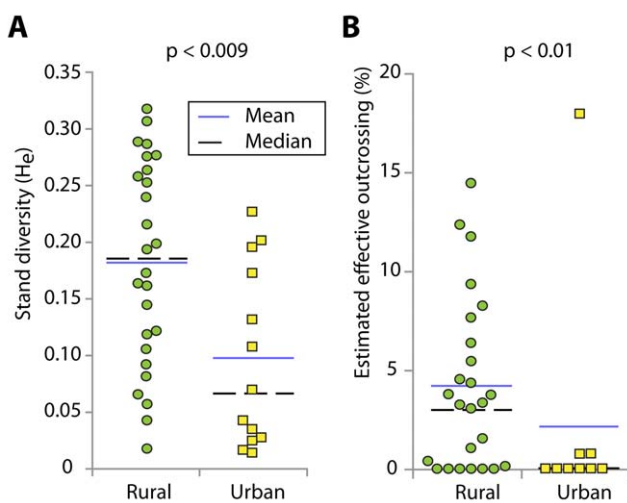 A
p < 0.009
Stand diversity (He)
0.35
0.30
0.25
0.20
0.15
0.10
0.05
0
Mean
Median
Rural
Urban
B
p < 0.01
Estimated effective outcrossing (%)
20
15
10
5
0
Rural
Urban